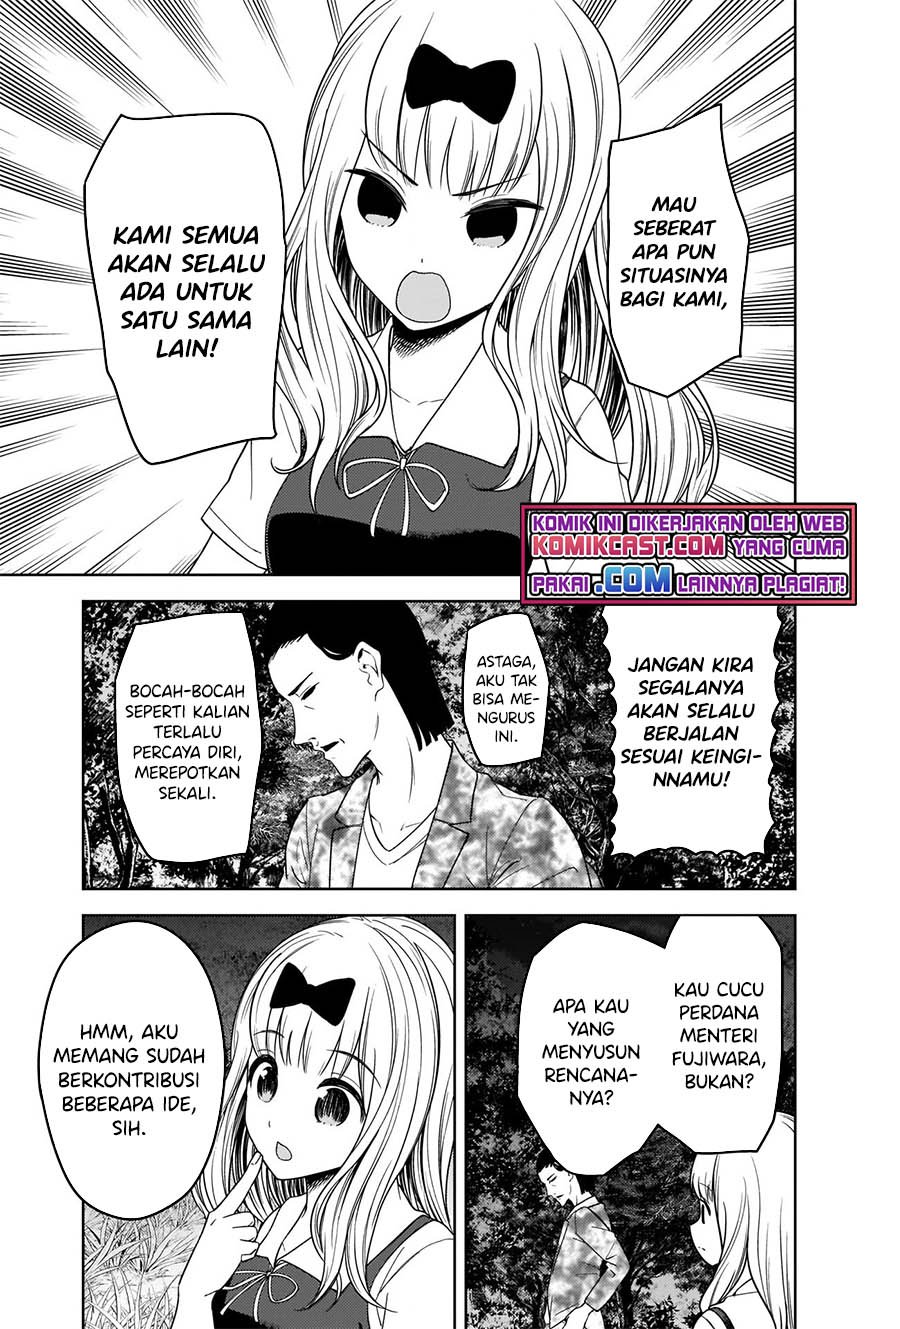 MAU
SEBERAT
APA PUN
SITUASINYA
BAGI KAMI,
KAMI SEMUA
AKAN SELALU
ADA UNTUK
SATU SAMA
LAIN!
KOMIK INI DIKERJAKAN OLEH WEB
KOMIKCAST.COM YANG CUMA
PAKAI .COM LAINNYA PLAGIAT!
JANGAN KIRA
SEGALANYA
AKAN SELALU
BERJALAN
SESUAI KEINGI-
NNAMU!
ASTAGA,
AKU TAK
BISA ME-
NGURUS
INI.
BOCAH-BOCAH
SEPERTI KALIAN
TERLALU
PERCAYA DIRI,
MEREPOTKAN
SEKALI.
KAU CUCU
PERDANA
MENTERI
FUJIWARA,
BUKAN?
APA KAU
YANG
MENYUSUN
RENCANA-
NYA?
HMM, AKU
MEMANG SUDAH
BERKONTRIBUSI
BEBERAPA IDE,
SIH.